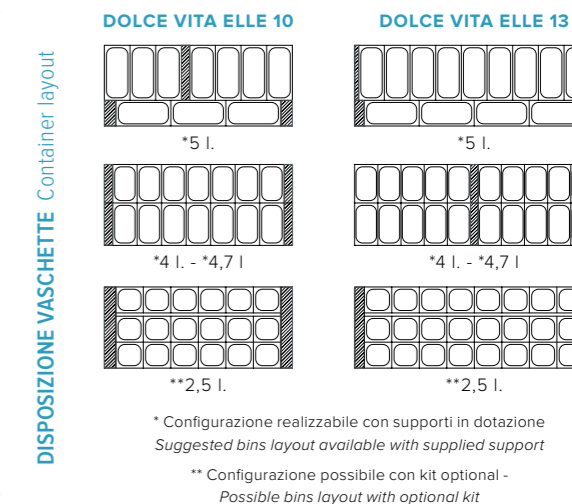 DISPOSIZIONE VASCHETTE Container layout
DOLCE VITA ELLE 10
*5 l.
*4 l. - *4,7 l
**2,5 l.
DOLCE VITA ELLE 13
*5 l.
*4 l. - *4,7 l
**2,5 l.
* Configurazione realizzabile con supporti in dotazione
Suggested bins layout available with supplied support
** Configurazione possibile con kit optional -
Possible bins layout with optional kit